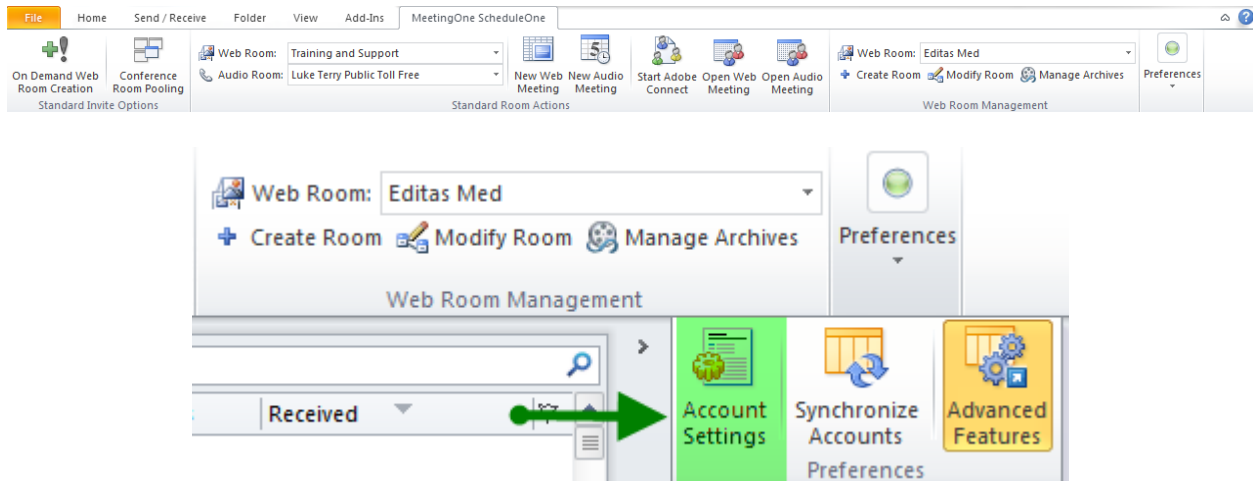 File Home Send / Receive Folder View Add-Ins MeetingOne ScheduleOne
On Demand Web
Room Creation
Conference
Room Pooling
Standard Invite Options
Web Room: Training and Support
Audio Room: Luke Terry Public Toll Free
New Web
Meeting
New Audio
Meeting
Start Adobe
Connect
Open Web
Meeting
Open Audio
Meeting
Standard Room Actions
Web Room: Editas Med
Create Room Modify Room Manage Archives
Web Room Management
Preferences
Web Room: Editas Med
Create Room Modify Room Manage Archives
Web Room Management
Preferences
Received
Account
Settings
Synchronize
Accounts
Advanced
Features
Preferences